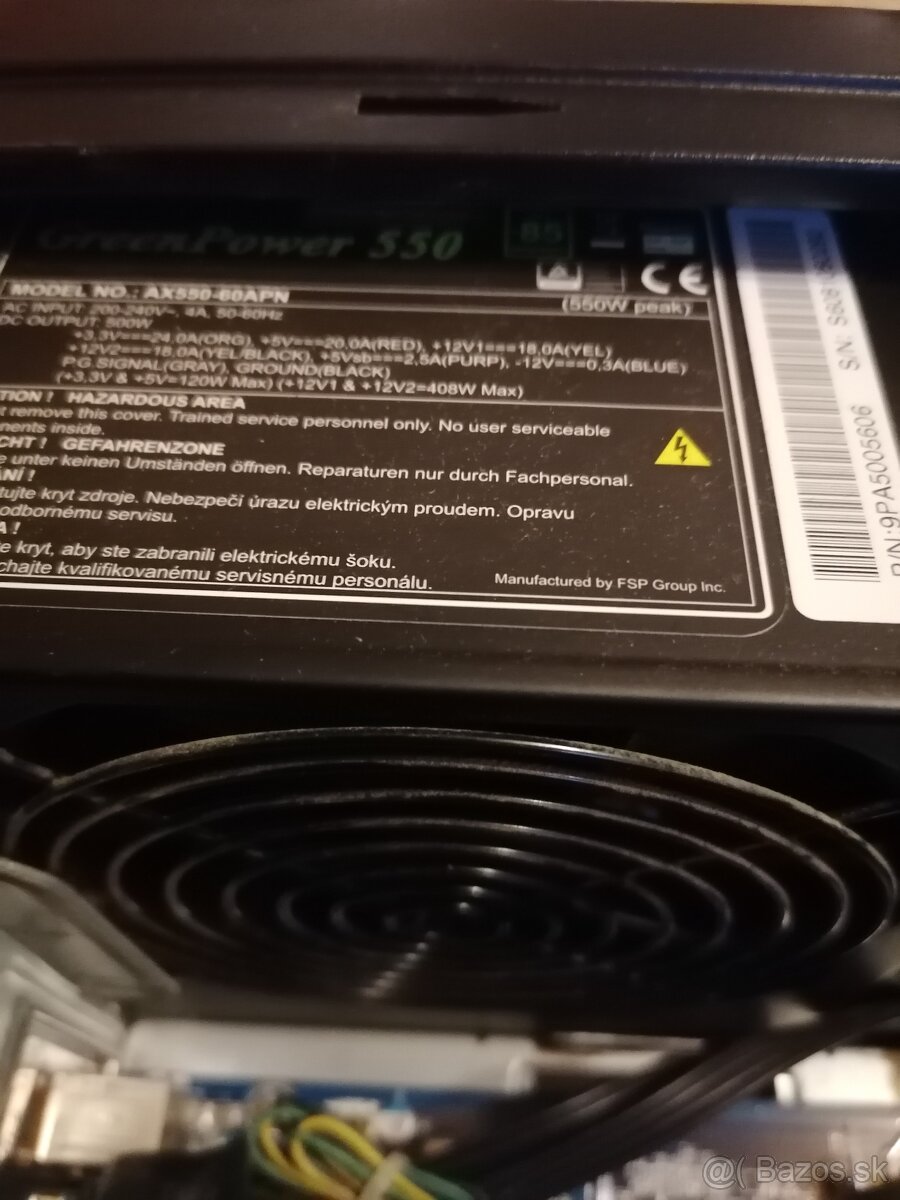 GreenPower 550
85
CE
MODEL NO.: AX550-60APN
(550W peak)
AC INPUT 200-240V~, 4A, 50-60Hz
DC OUTPUT 500W
+3,3V===24,0A(ORG), +5V===20,0A(RED), +12V1===18,0A(YEL)
+12V2===18,0A(YEL/BLACK), +5Vsb===2,5A(PURP), -12V===0,3A(BLUE)
P.G SIGNAL(GRAY), GROUND(BLACK)
(+3,3V & +5V=120W Max) (+12V1 & +12V2=408W Max)
TION ! HAZARDOUS AREA
t remove this cover. Trained service personnel only. No user serviceable
nents inside.
CHT ! GEFAHRENZONE
e unter keinen Umständen öffnen. Reparaturen nur durch Fachpersonal.
ÁNÍ !
tujte kryt zdroje. Nebezpečí úrazu elektrickým proudem. Opravu
odbornému servisu.
A !
te kryt, aby ste zabranili elektrickému šoku.
chajte kvalifikovanému servisnému personálu.
Manufactured by FSP Group Inc.
S/N:
P/N:9PA5005606
@( Bazos.sk